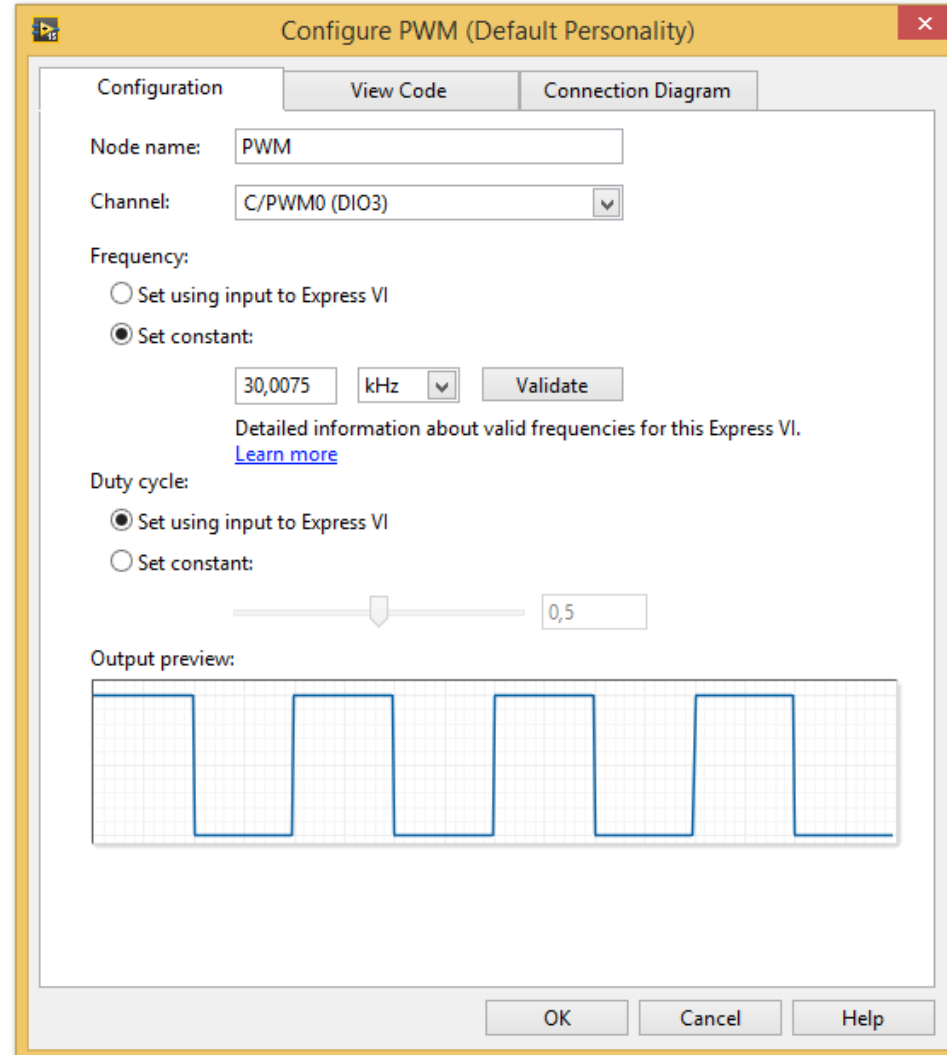 Configure PWM (Default Personality)
Configuration View Code Connection Diagram
Node name: PWM
Channel: C/PWM0 (DIO3)
Frequency:
Set using input to Express VI
Set constant:
30,0075 kHz Validate
Detailed information about valid frequencies for this Express VI.
Learn more
Duty cycle:
Set using input to Express VI
Set constant:
0,5
Output preview:
OK Cancel Help